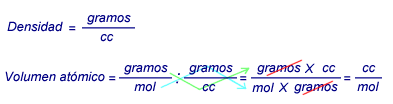 Densidad = gramos / cc
Volumen atómico = gramos / mol : gramos / cc = gramos X cc / mol X gramos = cc / mol